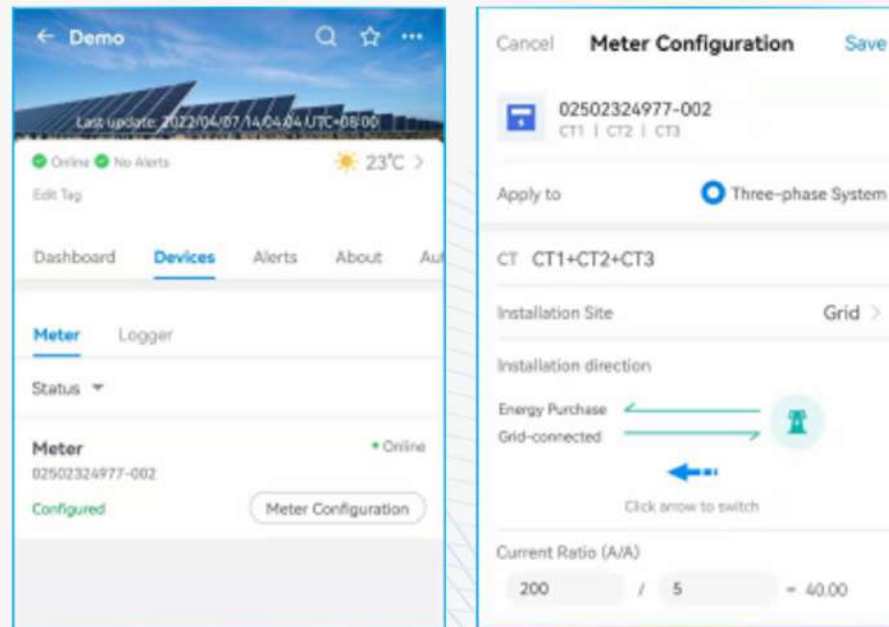 Demo
Last update: 2022/04/07/14:04:04 UTC-08:00
Online No Alerts 23°C
Edit Tag
Dashboard Devices Alerts About Aut
Meter Logger
Status
Meter Online
02502324977-002
Configured Meter Configuration
Cancel Meter Configuration Save
02502324977-002
CT1 | CT2 | CT3
Apply to Three-phase System
CT CT1+CT2+CT3
Installation Site Grid
Installation direction
Energy Purchase
Grid-connected
Click arrow to switch
Current Ratio (A/A)
200 / 5 = 40.00